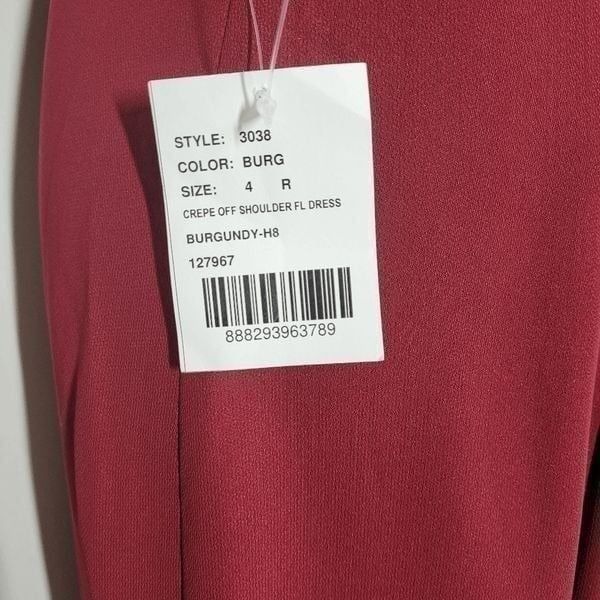 STYLE: 3038
COLOR: BURG
SIZE: 4 R
CREPE OFF SHOULDER FL DRESS
BURGUNDY-H8
127967
888293963789